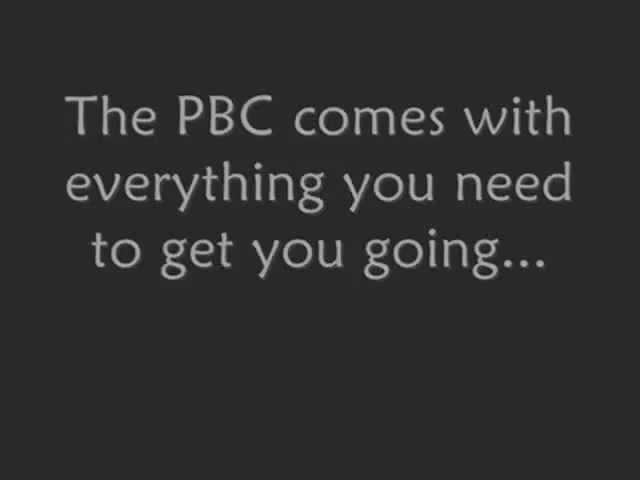 The PBC comes with
everything you need
to get you going...